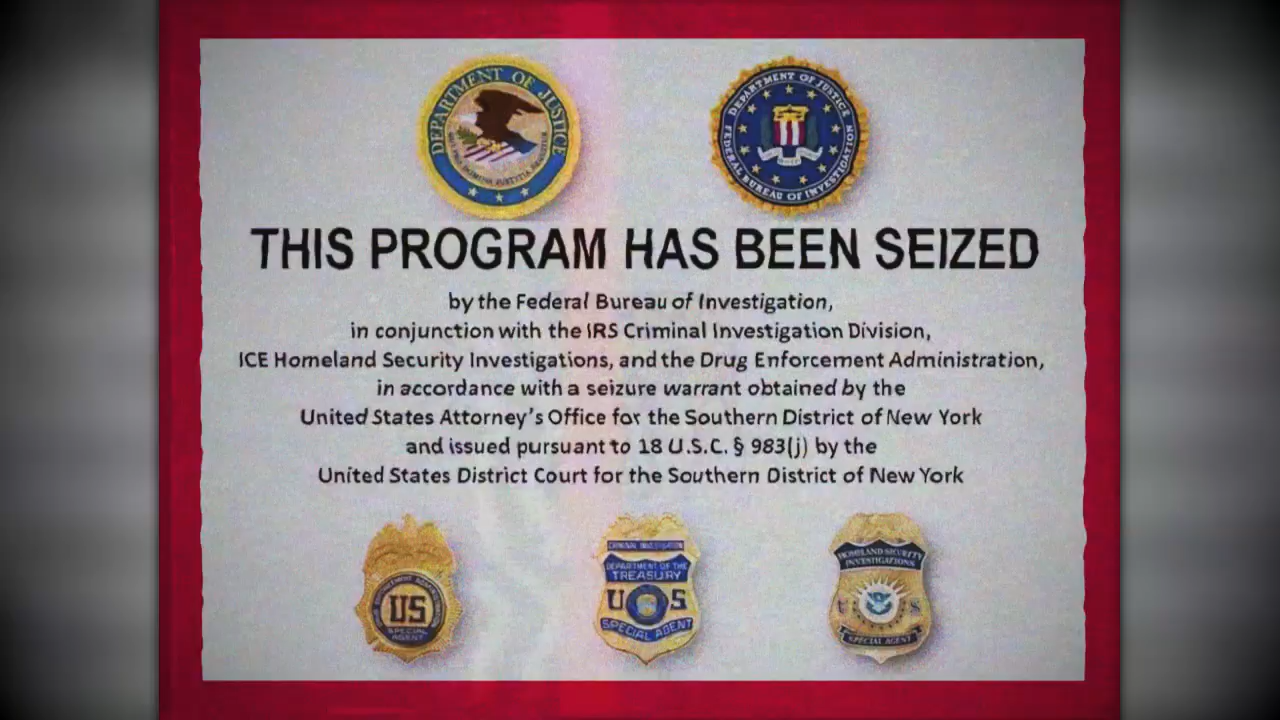 DEPARTMENT OF JUSTICE
DEPARTMENT OF JUSTICE
FEDERAL BUREAU OF INVESTIGATION
THIS PROGRAM HAS BEEN SEIZED
by the Federal Bureau of Investigation,
in conjunction with the IRS Criminal Investigation Division,
ICE Homeland Security Investigations, and the Drug Enforcement Administration,
in accordance with a seizure warrant obtained by the
United States Attorney's Office for the Southern District of New York
and issued pursuant to 18 U.S.C. § 983(j) by the
United States District Court for the Southern District of New York
US
SPECIAL
AGENT
CRIMINAL INVESTIGATION
DEPARTMENT OF THE
TREASURY
U S
SPECIAL AGENT
HOMELAND SECURITY
INVESTIGATIONS
U S
SPECIAL AGENT